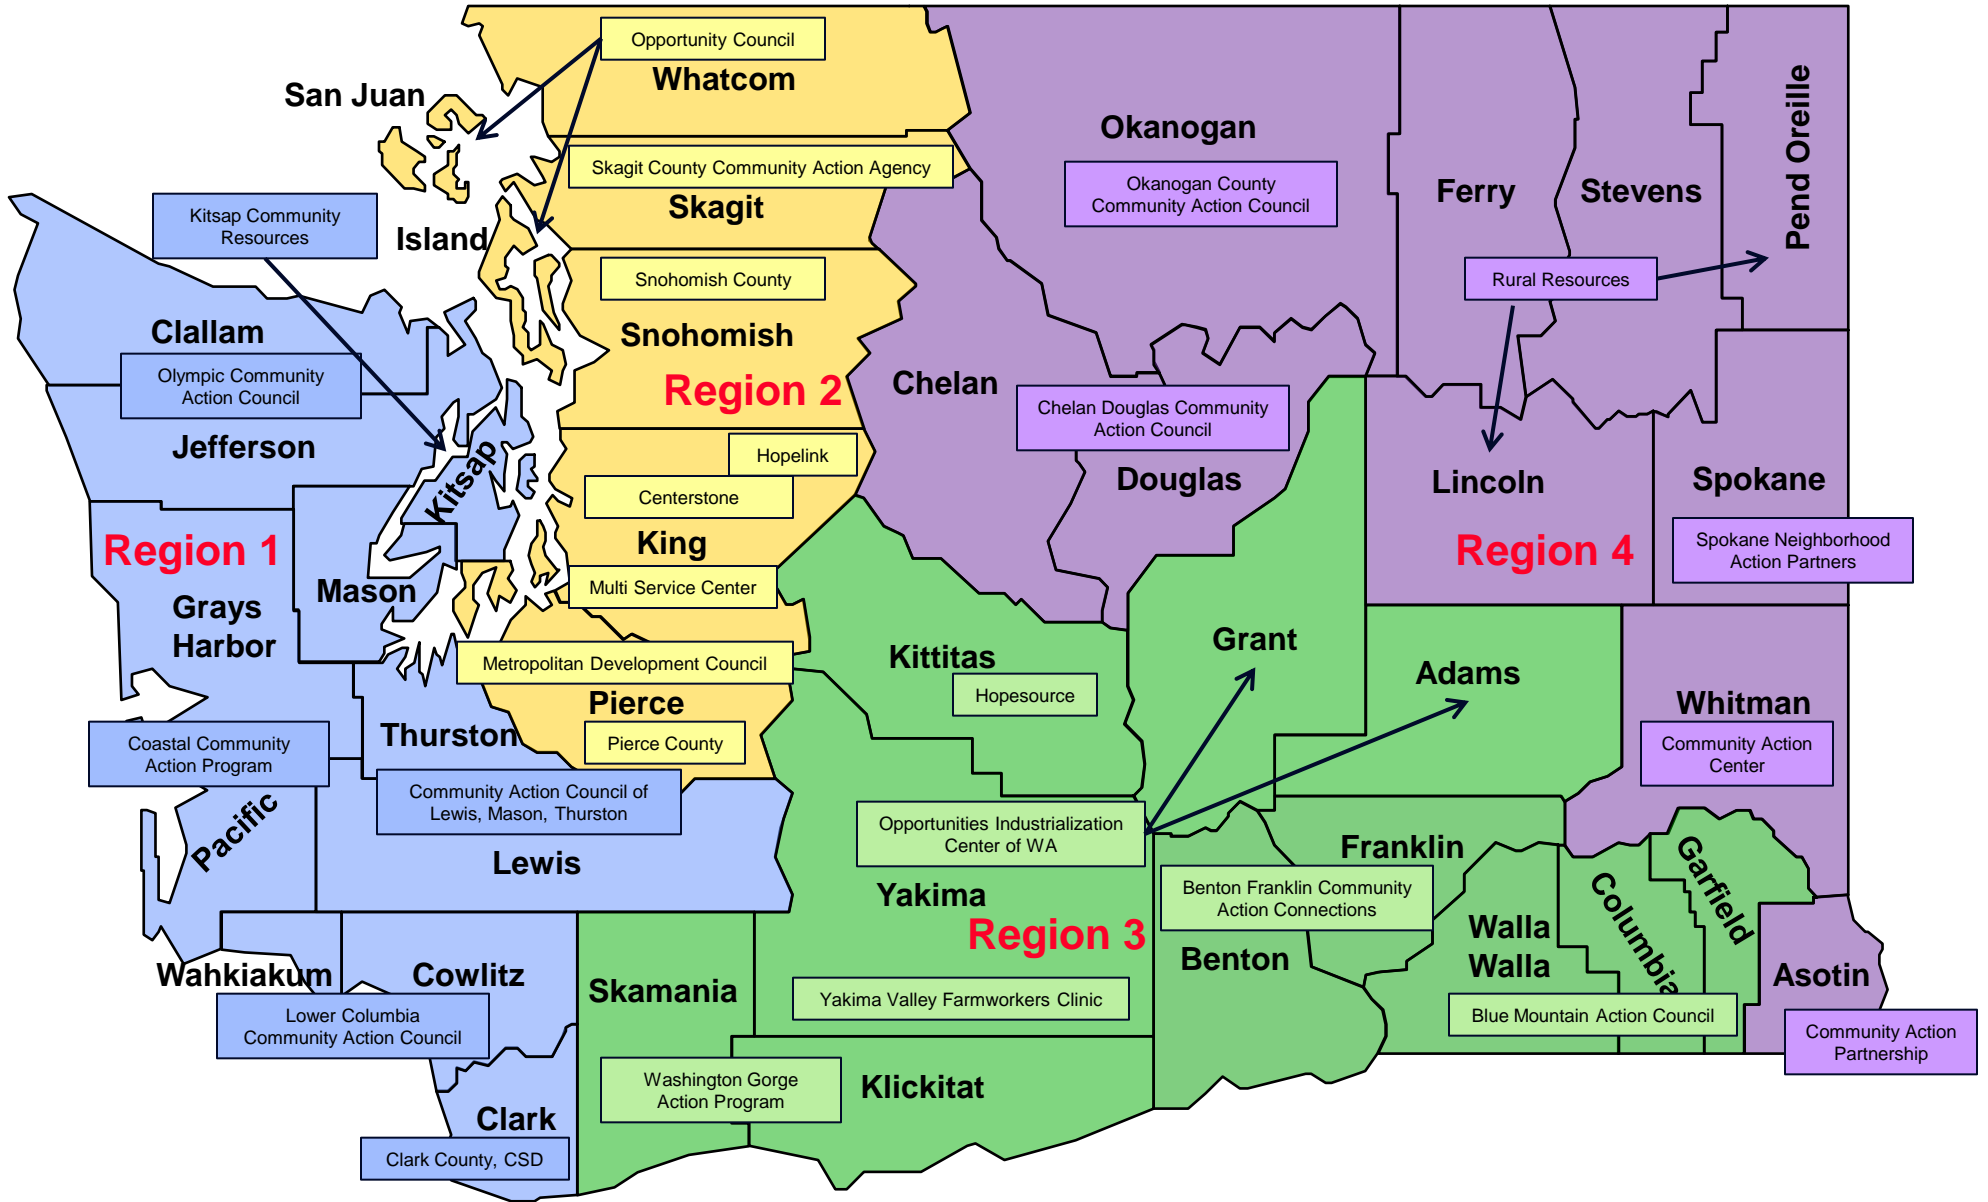 Opportunity Council
Whatcom
San Juan
Skagit County Community Action Agency
Skagit
Kitsap Community
Resources
Island
Snohomish County
Snohomish
Region 2
Clallam
Olympic Community
Action Council
Jefferson
Kitsap
Hopelink
Centerstone
King
Multi Service Center
Region 1
Grays
Harbor
Mason
Metropolitan Development Council
Pierce
Pierce County
Thurston
Coastal Community
Action Program
Community Action Council of
Lewis, Mason, Thurston
Pacific
Lewis
Wahkiakum
Cowlitz
Lower Columbia
Community Action Council
Clark
Clark County, CSD
Okanogan
Okanogan County
Community Action Council
Ferry
Stevens
Pend Oreille
Rural Resources
Chelan
Chelan Douglas Community
Action Council
Douglas
Lincoln
Spokane
Region 4
Spokane Neighborhood
Action Partners
Kittitas
Hopesource
Grant
Adams
Whitman
Community Action
Center
Opportunities Industrialization
Center of WA
Yakima
Region 3
Yakima Valley Farmworkers Clinic
Franklin
Benton Franklin Community
Action Connections
Benton
Walla
Walla
Columbia
Garfield
Blue Mountain Action Council
Asotin
Community Action
Partnership
Skamania
Washington Gorge
Action Program
Klickitat